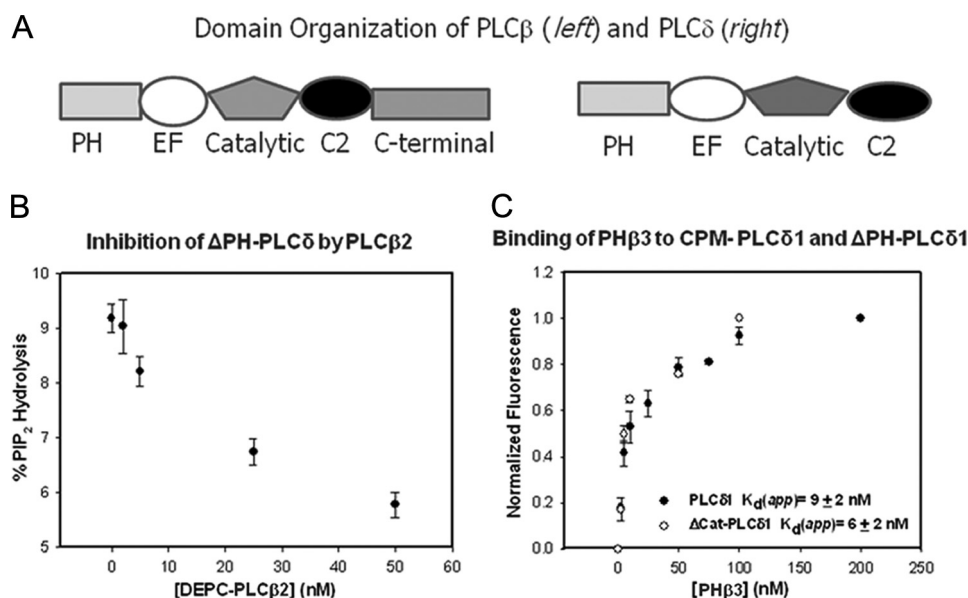 A
Domain Organization of PLCβ (left) and PLCδ (right)
PH EF Catalytic C2 C-terminal
PH EF Catalytic C2
B
Inhibition of ΔPH-PLCδ by PLCβ2
% PIP2 Hydrolysis
10
9
8
7
6
5
0 10 20 30 40 50 60
[DEPC-PLCβ2] (nM)
C
Binding of PHβ3 to CPM- PLCδ1 and ΔPH-PLCδ1
Normalized Fluorescence
1.2
1.0
0.8
0.6
0.4
0.2
0.0
PLCδ1 Kd(app)= 9 ± 2 nM
ΔCat-PLCδ1 Kd(app)= 6 ± 2 nM
0 50 100 150 200 250
[PHβ3] (nM)